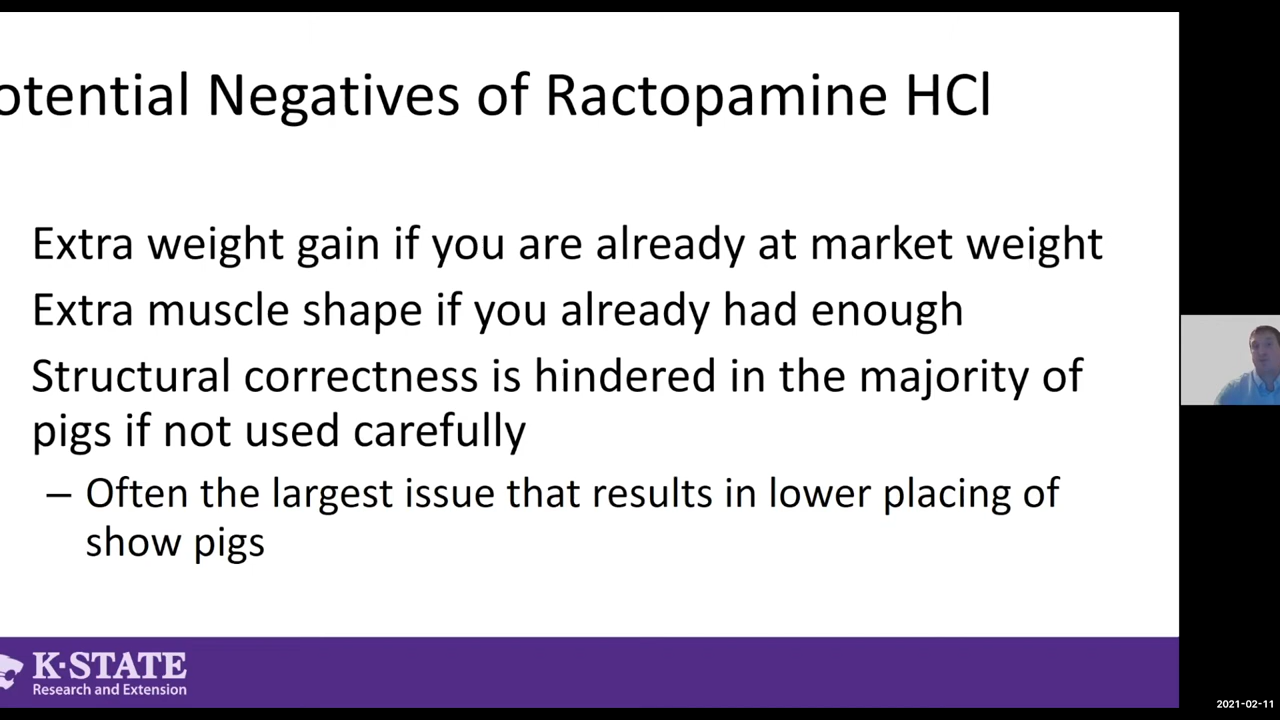 otential Negatives of Ractopamine HCl
Extra weight gain if you are already at market weight
Extra muscle shape if you already had enough
Structural correctness is hindered in the majority of
pigs if not used carefully
– Often the largest issue that results in lower placing of
show pigs
K-STATE
Research and Extension
2021-02-11